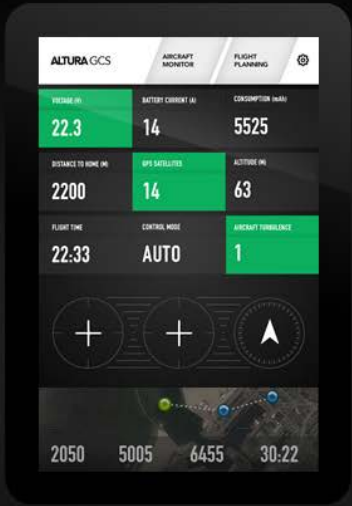 ALTURA GCS
AIRCRAFT MONITOR
FLIGHT PLANNING
VOLTAGE (V)
BATTERY CURRENT (A)
CONSUMPTION (mAh)
22.3
14
5525
DISTANCE TO HOME (M)
GPS SATELLITES
ALTITUDE (M)
2200
14
63
FLIGHT TIME
CONTROL MODE
AIRCRAFT TURBULENCE
22:33
AUTO
1
2050
5005
6455
30:22